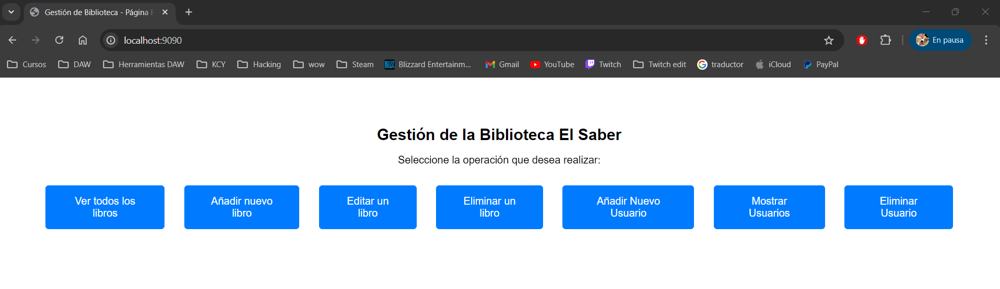 Gestión de Biblioteca - Página P
localhost:9090
En pausa
Cursos
DAW
Herramientas DAW
KCY
Hacking
wow
Steam
Blizzard Entertainm...
Gmail
YouTube
Twitch
Twitch edit
traductor
iCloud
PayPal
Gestión de la Biblioteca El Saber
Seleccione la operación que desea realizar:
Ver todos los
libros
Añadir nuevo
libro
Editar un
libro
Eliminar un
libro
Añadir Nuevo
Usuario
Mostrar
Usuarios
Eliminar
Usuario